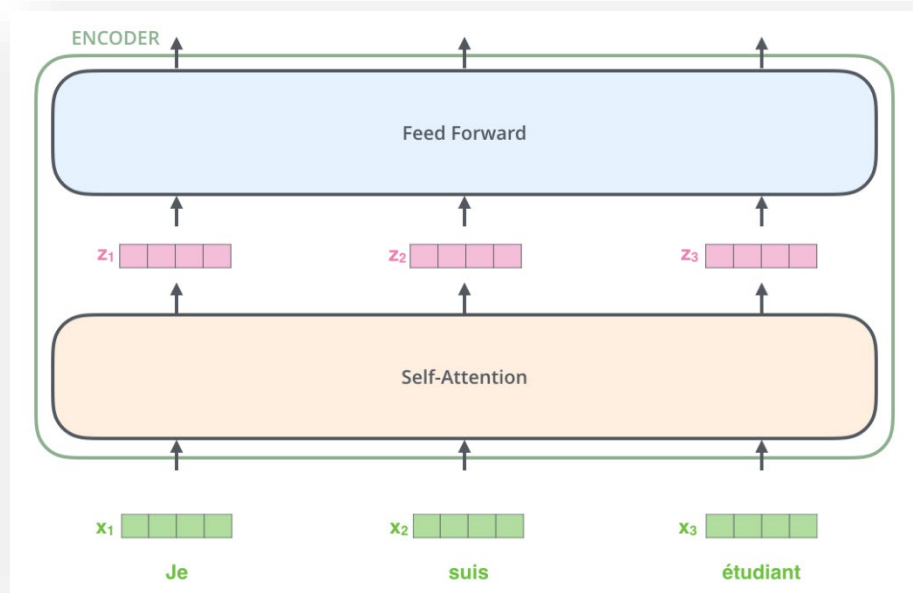 ENCODER
Feed Forward
z₁ z₂ z₃
Self-Attention
x₁ x₂ x₃
Je suis étudiant